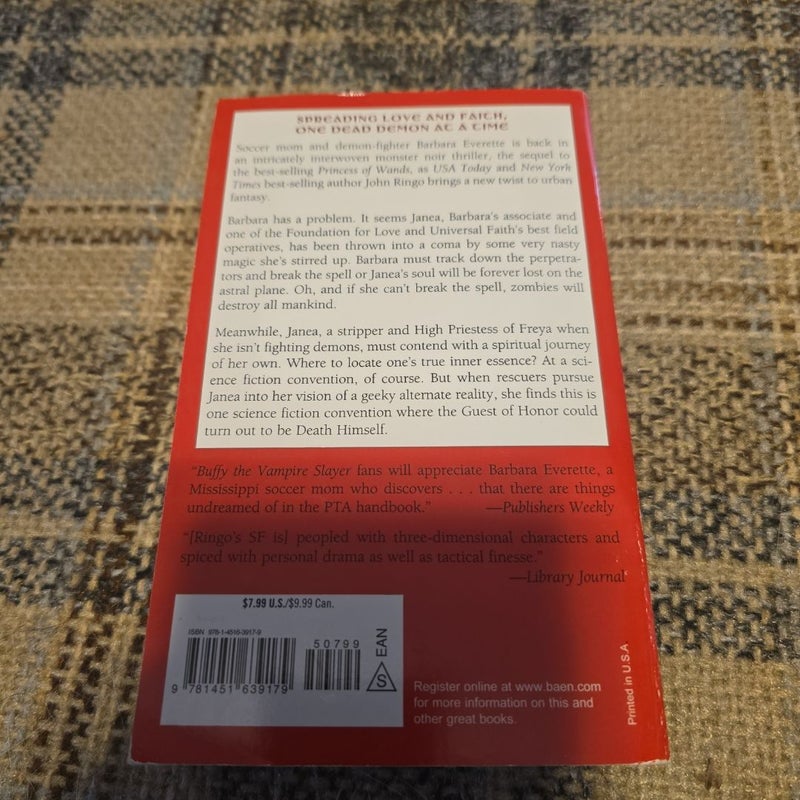 SPREADING LOVE AND FAITH,
ONE DEAD DEMON AT A TIME
Soccer mom and demon-fighter Barbara Everette is back in
an intricately interwoven monster noir thriller, the sequel to
the best-selling Princess of Wands, as USA Today and New York
Times best-selling author John Ringo brings a new twist to urban
fantasy.
Barbara has a problem. It seems Janea, Barbara's associate and
one of the Foundation for Love and Universal Faith's best field
operatives, has been thrown into a coma by some very nasty
magic she's stirred up. Barbara must track down the perpetra-
tors and break the spell or Janea's soul will be forever lost on the
astral plane. Oh, and if she can't break the spell, zombies will
destroy all mankind.
Meanwhile, Janea, a stripper and High Priestess of Freya when
she isn't fighting demons, must contend with a spiritual journey
of her own. Where to locate one's true inner essence? At a sci-
ence fiction convention, of course. But when rescuers pursue
Janea into her vision of a geeky alternate reality, she finds this is
one science fiction convention where the Guest of Honor could
turn out to be Death Himself.
"Buffy the Vampire Slayer fans will appreciate Barbara Everette, a
Mississippi soccer mom who discovers . . . that there are things
undreamed of in the PTA handbook." —Publishers Weekly
"[Ringo's SF is] peopled with three-dimensional characters and
spiced with personal drama as well as tactical finesse."
—Library Journal
$7.99 U.S./$9.99 Can.
ISBN 978-1-4516-3917-9
50799
9 781451 639179
S EAN
Register online at www.baen.com
for more information on this and
other great books.
Printed in U.S.A